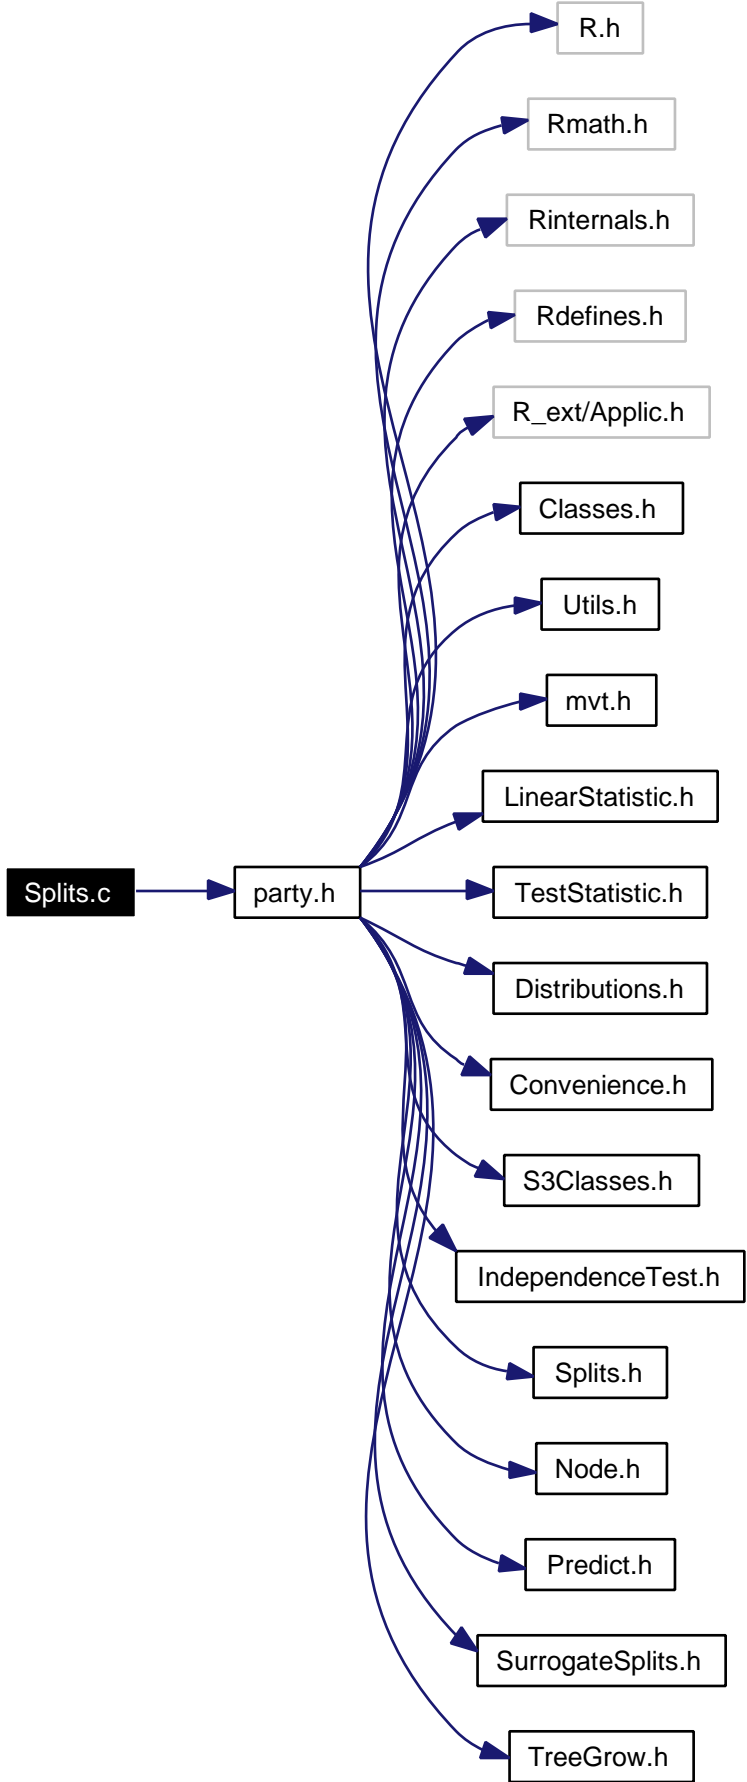 R.h
Rmath.h
Rinternals.h
Rdefines.h
R_ext/Applic.h
Classes.h
Utils.h
mvt.h
LinearStatistic.h
Splits.c
party.h
TestStatistic.h
Distributions.h
Convenience.h
S3Classes.h
IndependenceTest.h
Splits.h
Node.h
Predict.h
SurrogateSplits.h
TreeGrow.h